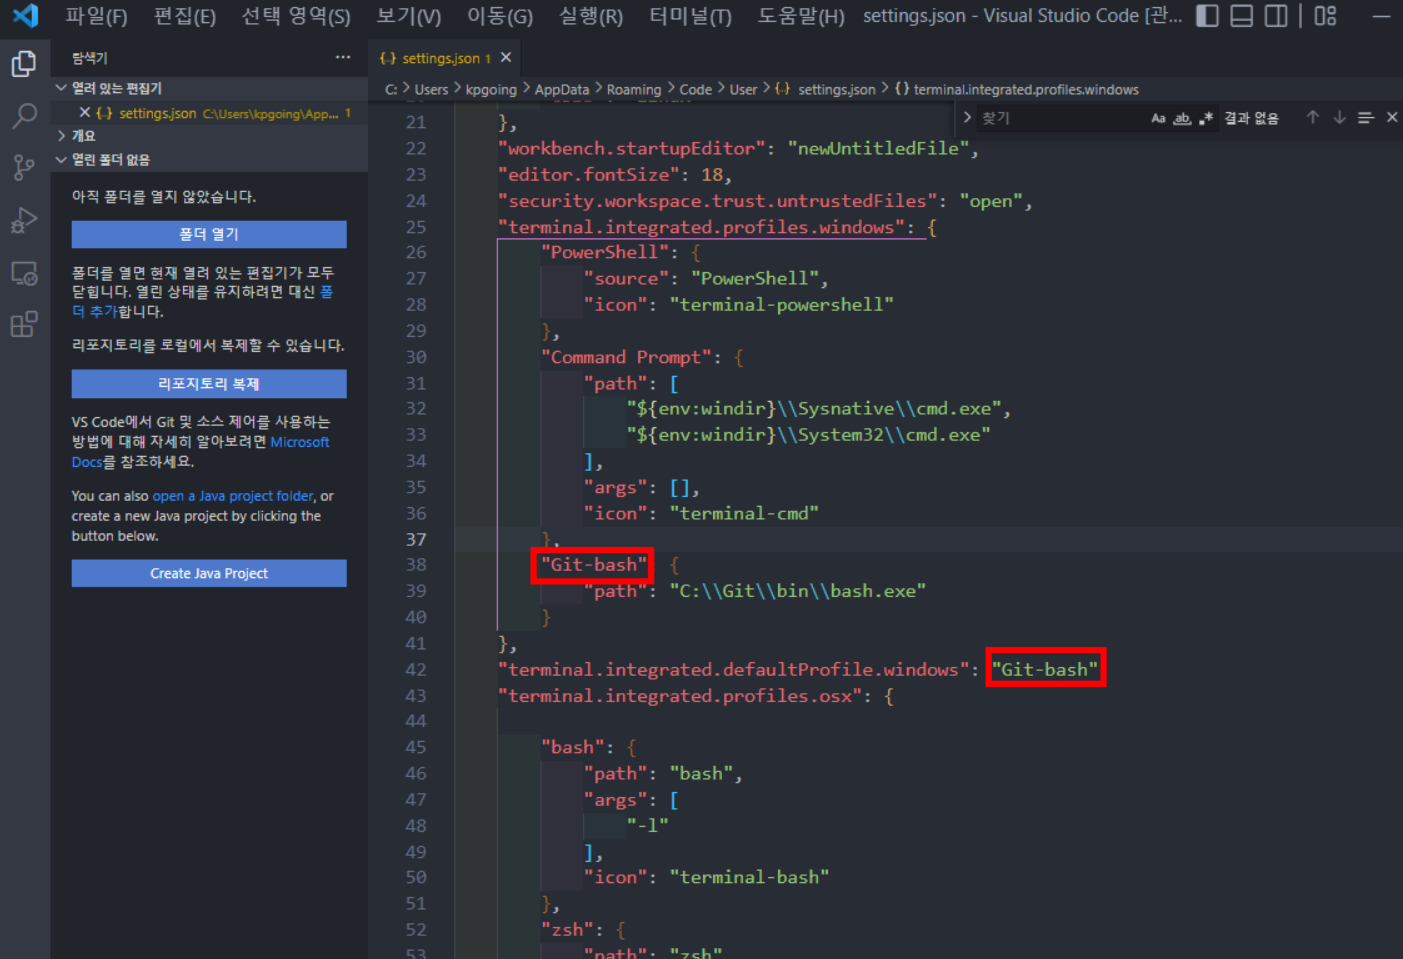 파일(F) 편집(E) 선택 영역(S) 보기(V) 이동(G) 실행(R) 터미널(T) 도움말(H) settings.json - Visual Studio Code [관...
탐색기 ...
열려 있는 편집기
{..} settings.json C:\Users\kpgoing\App... 1
개요
열린 폴더 없음
아직 폴더를 열지 않았습니다.
폴더 열기
폴더를 열면 현재 열려 있는 편집기가 모두
닫힙니다. 열린 상태를 유지하려면 대신 폴
더 추가합니다.
리포지토리를 로컬에서 복제할 수 있습니다.
리포지토리 복제
VS Code에서 Git 및 소스 제어를 사용하는
방법에 대해 자세히 알아보려면 Microsoft
Docs를 참조하세요.
You can also open a Java project folder, or
create a new Java project by clicking the
button below.
Create Java Project
{..} settings.json 1
C: > Users > kpgoing > AppData > Roaming > Code > User > {..} settings.json > {} terminal.integrated.profiles.windows
찾기 Aa ab .* 결과 없음
21 },
22 "workbench.startupEditor": "newUntitledFile",
23 "editor.fontSize": 18,
24 "security.workspace.trust.untrustedFiles": "open",
25 "terminal.integrated.profiles.windows": {
26 "PowerShell": {
27 "source": "PowerShell",
28 "icon": "terminal-powershell"
29 },
30 "Command Prompt": {
31 "path": [
32 "${env:windir}\\Sysnative\\cmd.exe",
33 "${env:windir}\\System32\\cmd.exe"
34 ],
35 "args": [],
36 "icon": "terminal-cmd"
37 },
38 "Git-bash" {
39 "path": "C:\\Git\\bin\\bash.exe"
40 }
41 },
42 "terminal.integrated.defaultProfile.windows": "Git-bash"
43 "terminal.integrated.profiles.osx": {
44
45 "bash": {
46 "path": "bash",
47 "args": [
48 "-l"
49 ],
50 "icon": "terminal-bash"
51 },
52 "zsh": {
53 "path": "zsh"